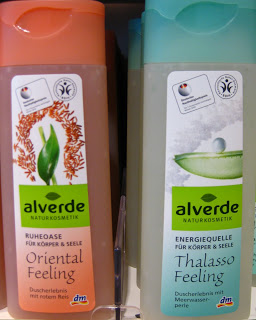 alverde
NATURKOSMETIK
RUHEOASE
FÜR KÖRPER & SEELE
Oriental
Feeling
Duscherlebnis
mit rotem Reis
dm
alverde
NATURKOSMETIK
ENERGIEQUELLE
FÜR KÖRPER & SEELE
Thalasso
Feeling
Duscherlebnis mit
Meerwasser-
perle
dm